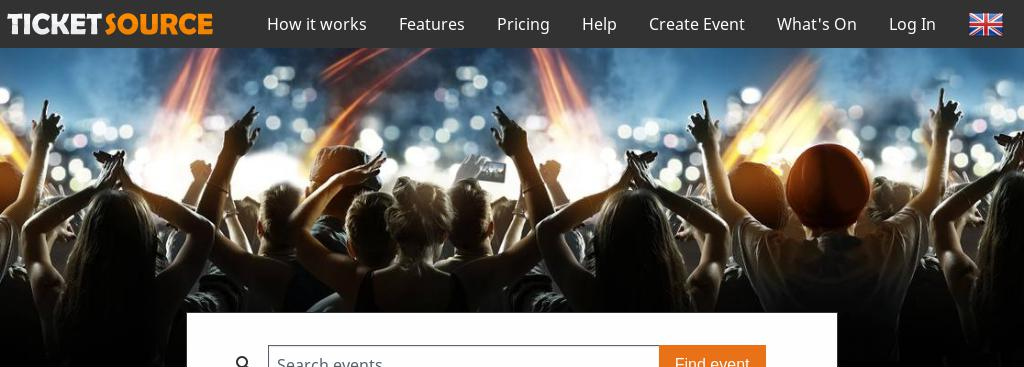 TICKETSOURCE How it works Features Pricing Help Create Event What's On Log In
Search events Find event